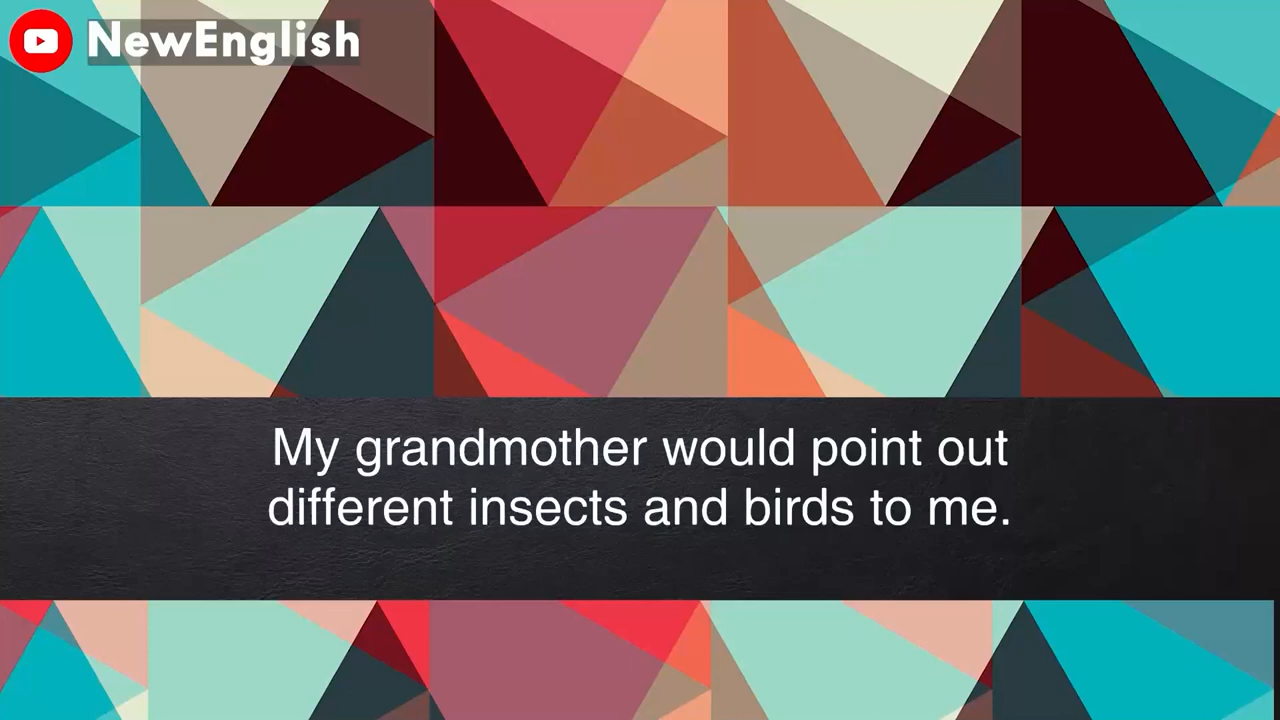 NewEnglish
My grandmother would point out
different insects and birds to me.